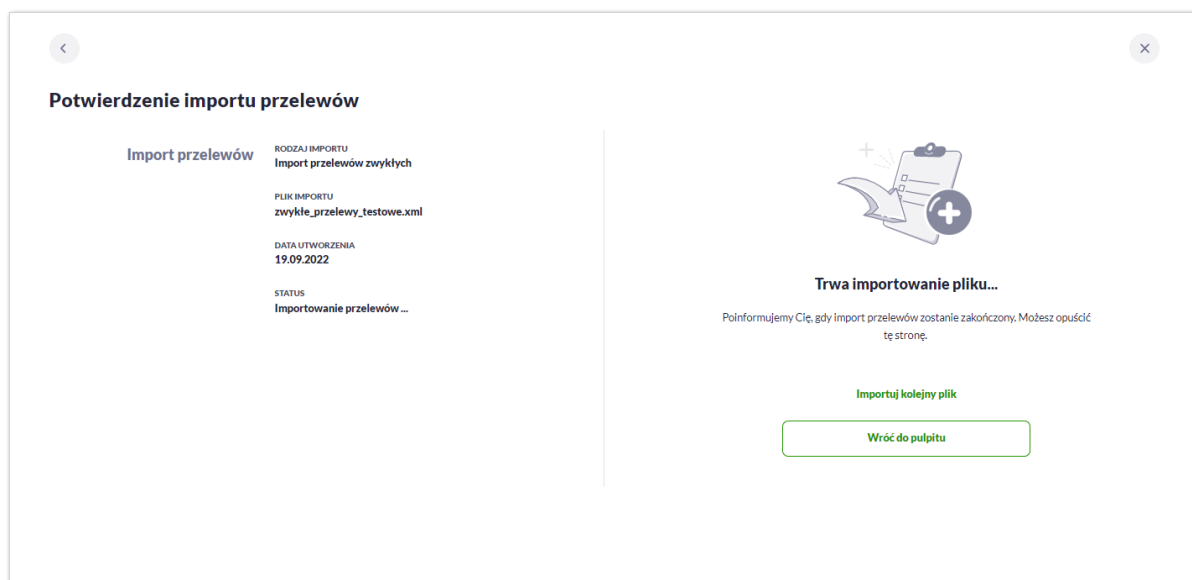 Potwierdzenie importu przelewów
Import przelewów
RODZAJ IMPORTU
Import przelewów zwykłych
PLIK IMPORTU
zwykłe_przelewy_testowe.xml
DATA UTWORZENIA
19.09.2022
STATUS
Importowanie przelewów ...
Trwa importowanie pliku...
Poinformujemy Cię, gdy import przelewów zostanie zakończony. Możesz opuścić
tę stronę.
Importuj kolejny plik
Wróć do pulpitu